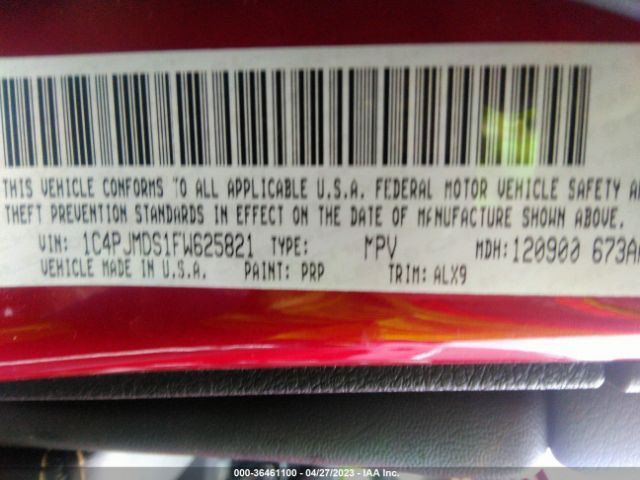 THIS VEHICLE CONFORMS TO ALL APPLICABLE U.S.A. FEDERAL MOTOR VEHICLE SAFETY A
THEFT PREVENTION STANDARDS IN EFFECT ON THE DATE OF MANUFACTURE SHOWN ABOVE.
VIN: 1C4PJMDS1FW625821 TYPE: MPV MDH:120900 673A
VEHICLE MADE IN U.S.A. PAINT: PRP TRIM: ALX9
000-36461100 - 04/27/2023 - IAA Inc.